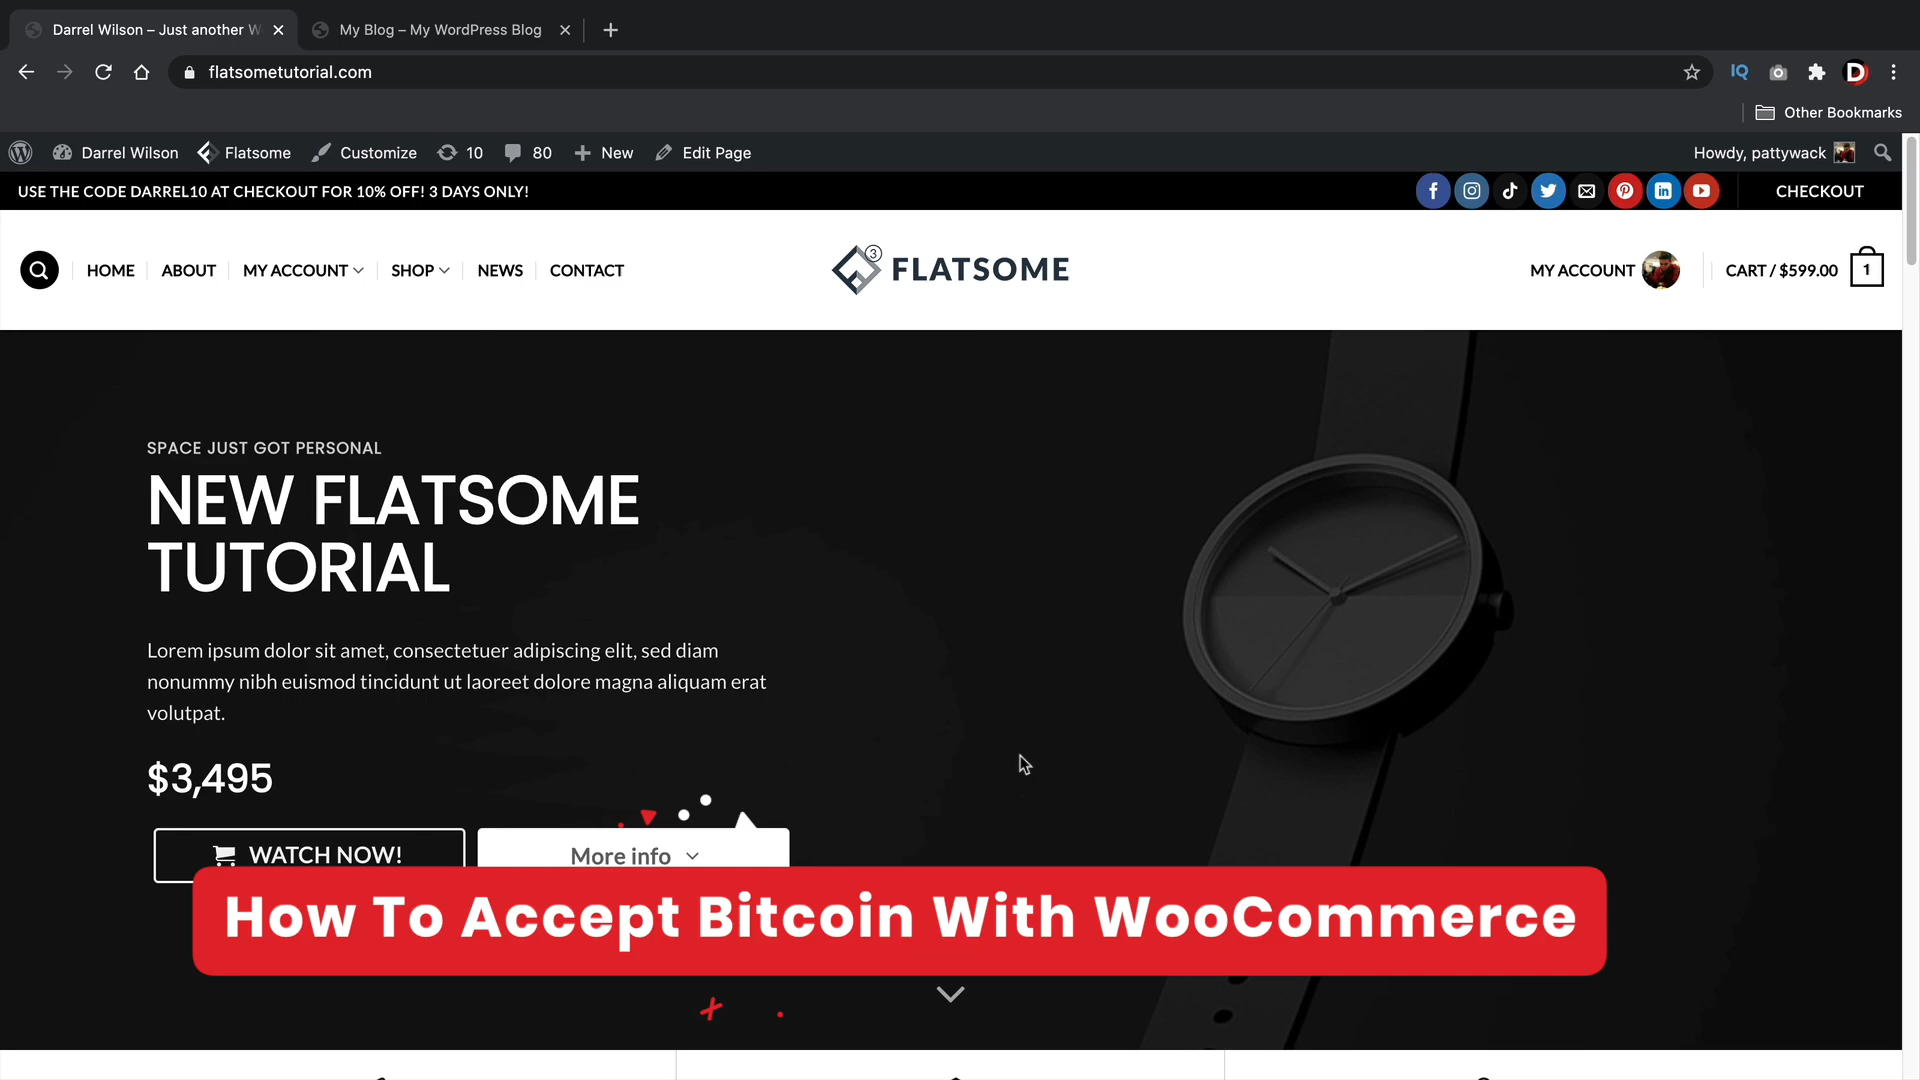 Darrel Wilson – Just another W
My Blog – My WordPress Blog
flatsometutorial.com
IQ
D
Other Bookmarks
Darrel Wilson
Flatsome
Customize
10
80
New
Edit Page
Howdy, pattywack
USE THE CODE DARREL10 AT CHECKOUT FOR 10% OFF! 3 DAYS ONLY!
CHECKOUT
HOME
ABOUT
MY ACCOUNT
SHOP
NEWS
CONTACT
3
FLATSOME
MY ACCOUNT
CART / $599.00
1
SPACE JUST GOT PERSONAL
NEW FLATSOME
TUTORIAL
Lorem ipsum dolor sit amet, consectetuer adipiscing elit, sed diam
nonummy nibh euismod tincidunt ut laoreet dolore magna aliquam erat
volutpat.
$3,495
WATCH NOW!
More info
How To Accept Bitcoin With WooCommerce